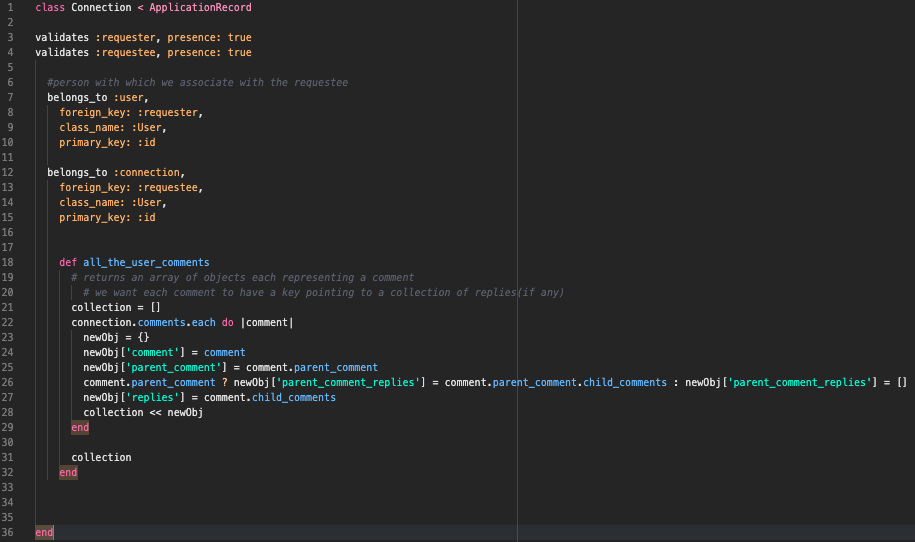 1 class Connection < ApplicationRecord
2
3 validates :requester, presence: true
4 validates :requestee, presence: true
5
6 #person with which we associate with the requestee
7 belongs_to :user,
8 foreign_key: :requester,
9 class_name: :User,
10 primary_key: :id
11
12 belongs_to :connection,
13 foreign_key: :requestee,
14 class_name: :User,
15 primary_key: :id
16
17
18 def all_the_user_comments
19 # returns an array of objects each representing a comment
20 # we want each comment to have a key pointing to a collection of replies(if any)
21 collection = []
22 connection.comments.each do |comment|
23 newObj = {}
24 newObj['comment'] = comment
25 newObj['parent_comment'] = comment.parent_comment
26 comment.parent_comment ? newObj['parent_comment_replies'] = comment.parent_comment.child_comments : newObj['parent_comment_replies'] = []
27 newObj['replies'] = comment.child_comments
28 collection << newObj
29 end
30
31 collection
32 end
33
34
35
36 end